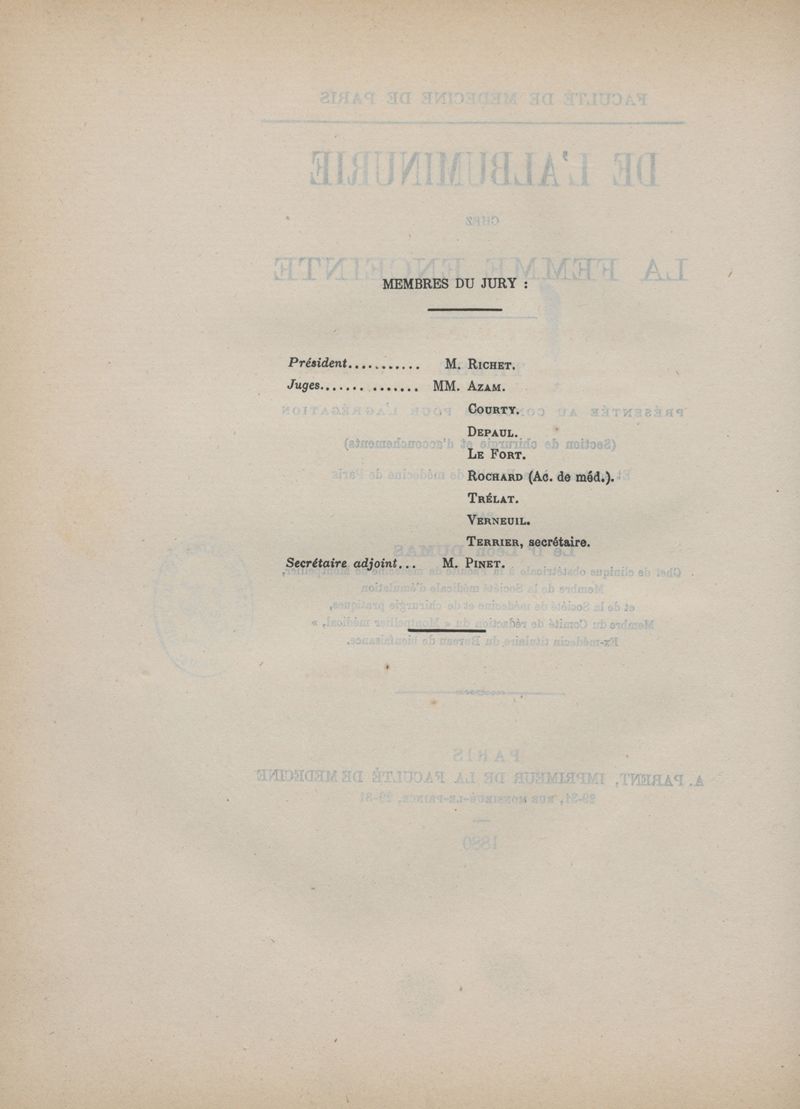 MEMBRES DU JURY :
Président........... M. RICHET.
Juges....... ....... MM. AZAM.
COURTY.
DEPAUL.
LE FORT.
ROCHARD (Ac. de méd.).
TRÉLAT.
VERNEUIL.
TERRIER, secrétaire.
Secrétaire adjoint... M. PINET.